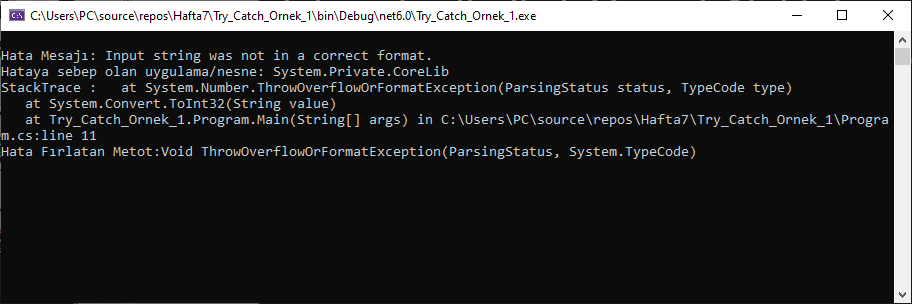 C:\Users\PC\source\repos\Hafta7\Try_Catch_Ornek_1\bin\Debug\net6.0\Try_Catch_Ornek_1.exe
Hata Mesajı: Input string was not in a correct format.
Hataya sebep olan uygulama/nesne: System.Private.CoreLib
StackTrace :   at System.Number.ThrowOverflowOrFormatException(ParsingStatus status, TypeCode type)
   at System.Convert.ToInt32(String value)
   at Try_Catch_Ornek_1.Program.Main(String[] args) in C:\Users\PC\source\repos\Hafta7\Try_Catch_Ornek_1\Progra
m.cs:line 11
Hata Fırlatan Metot:Void ThrowOverflowOrFormatException(ParsingStatus, System.TypeCode)